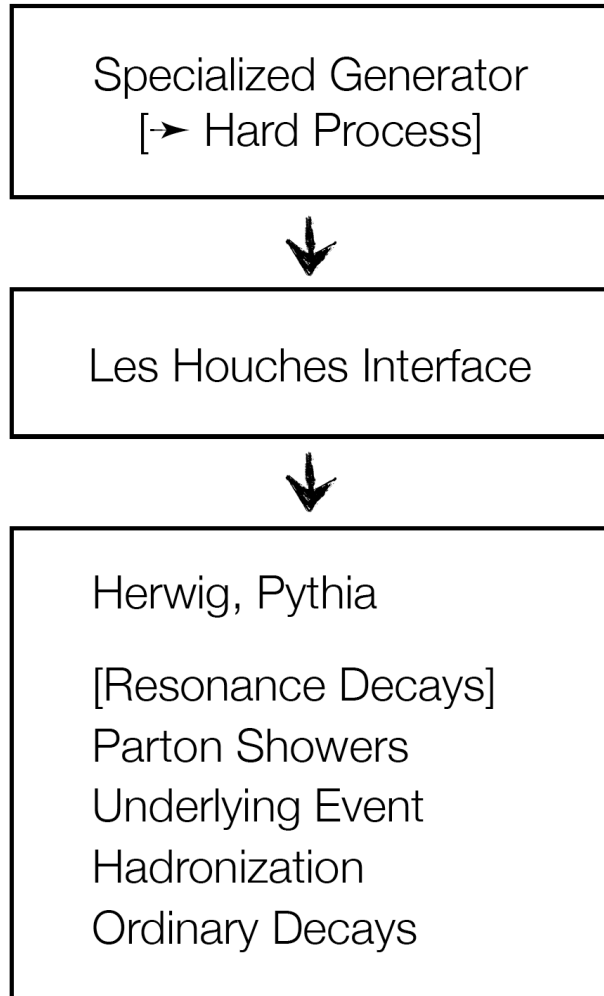 Specialized Generator
[➛ Hard Process]
Les Houches Interface
Herwig, Pythia
[Resonance Decays]
Parton Showers
Underlying Event
Hadronization
Ordinary Decays